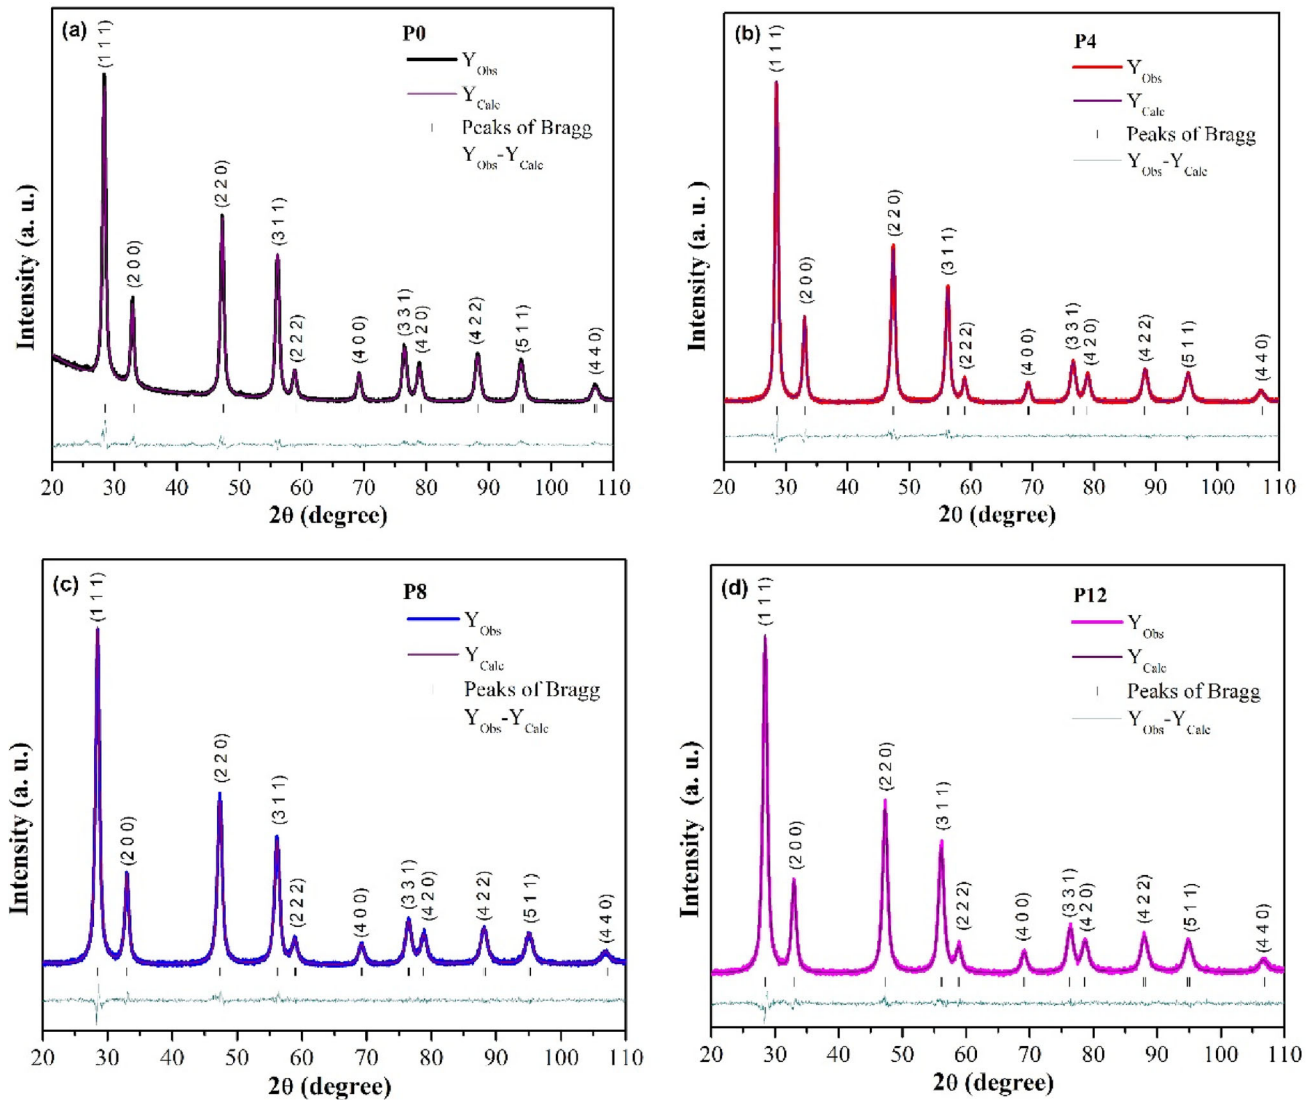 (a)
P0
Y_Obs
Y_Calc
Peaks of Bragg
Y_Obs-Y_Calc
(1 1 1)
(2 0 0)
(2 2 0)
(3 1 1)
(2 2 2)
(4 0 0)
(3 3 1)
(4 2 0)
(4 2 2)
(5 1 1)
(4 4 0)
Intensity (a. u.)
20 30 40 50 60 70 80 90 100 110
2θ (degree)
(b)
P4
Y_Obs
Y_Calc
Peaks of Bragg
Y_Obs-Y_Calc
(1 1 1)
(2 0 0)
(2 2 0)
(3 1 1)
(2 2 2)
(4 0 0)
(3 3 1)
(4 2 0)
(4 2 2)
(5 1 1)
(4 4 0)
Intensity (a. u. )
20 30 40 50 60 70 80 90 100 110
2θ (degree)
(c)
P8
Y_Obs
Y_Calc
Peaks of Bragg
Y_Obs-Y_Calc
(1 1 1)
(2 0 0)
(2 2 0)
(3 1 1)
(2 2 2)
(4 0 0)
(3 3 1)
(4 2 0)
(4 2 2)
(5 1 1)
(4 4 0)
Intensity (a. u.)
20 30 40 50 60 70 80 90 100 110
2θ (degree)
(d)
P12
Y_Obs
Y_Calc
Peaks of Bragg
Y_Obs-Y_Calc
(1 1 1)
(2 0 0)
(2 2 0)
(3 1 1)
(2 2 2)
(4 0 0)
(3 3 1)
(4 2 0)
(4 2 2)
(5 1 1)
(4 4 0)
Intensity (a. u.)
20 30 40 50 60 70 80 90 100 110
2θ (degree)